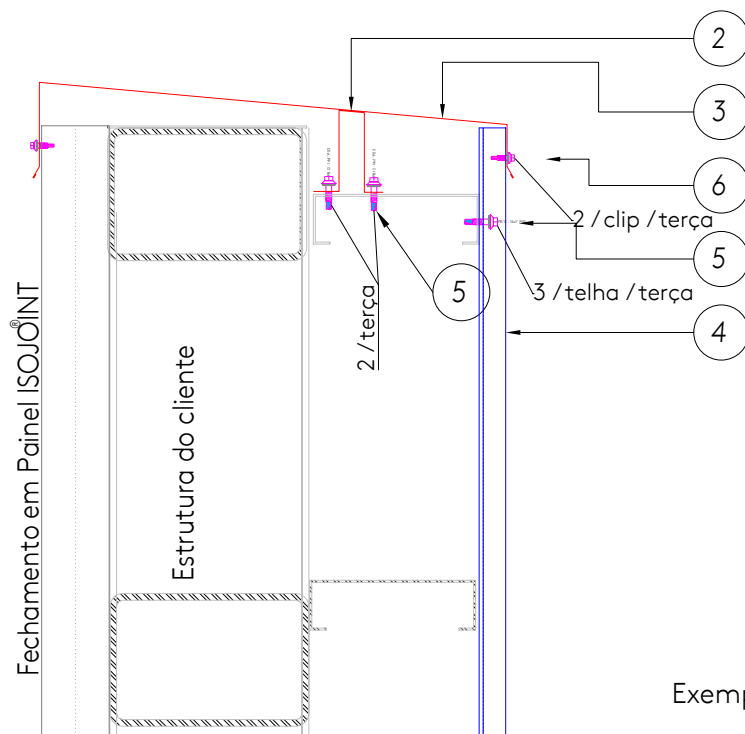 2
3
6
2 / clip / terça
5
3 / telha / terça
5
4
2 / terça
Fechamento em Painel ISOJOINT®
Estrutura do cliente